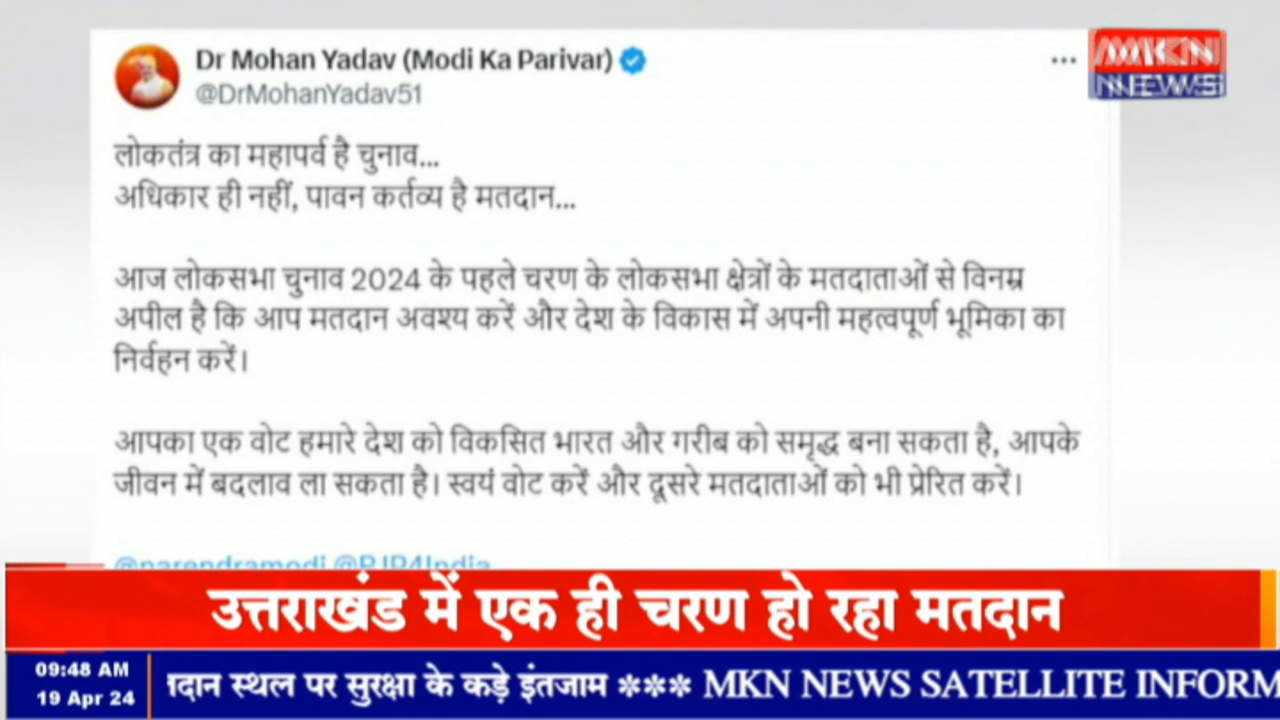 Dr Mohan Yadav (Modi Ka Parivar)
@DrMohanYadav51
MKN
NEWS
लोकतंत्र का महापर्व है चुनाव...
अधिकार ही नहीं, पावन कर्तव्य है मतदान...
आज लोकसभा चुनाव 2024 के पहले चरण के लोकसभा क्षेत्रों के मतदाताओं से विनम्र
अपील है कि आप मतदान अवश्य करें और देश के विकास में अपनी महत्वपूर्ण भूमिका का
निर्वहन करें।
आपका एक वोट हमारे देश को विकसित भारत और गरीब को समृद्ध बना सकता है, आपके
जीवन में बदलाव ला सकता है। स्वयं वोट करें और दूसरे मतदाताओं को भी प्रेरित करें।
@narendramodi @BJP4India
उत्तराखंड में एक ही चरण हो रहा मतदान
09:48 AM
19 Apr 24
दान स्थल पर सुरक्षा के कड़े इंतजाम *** MKN NEWS SATELLITE INFORM